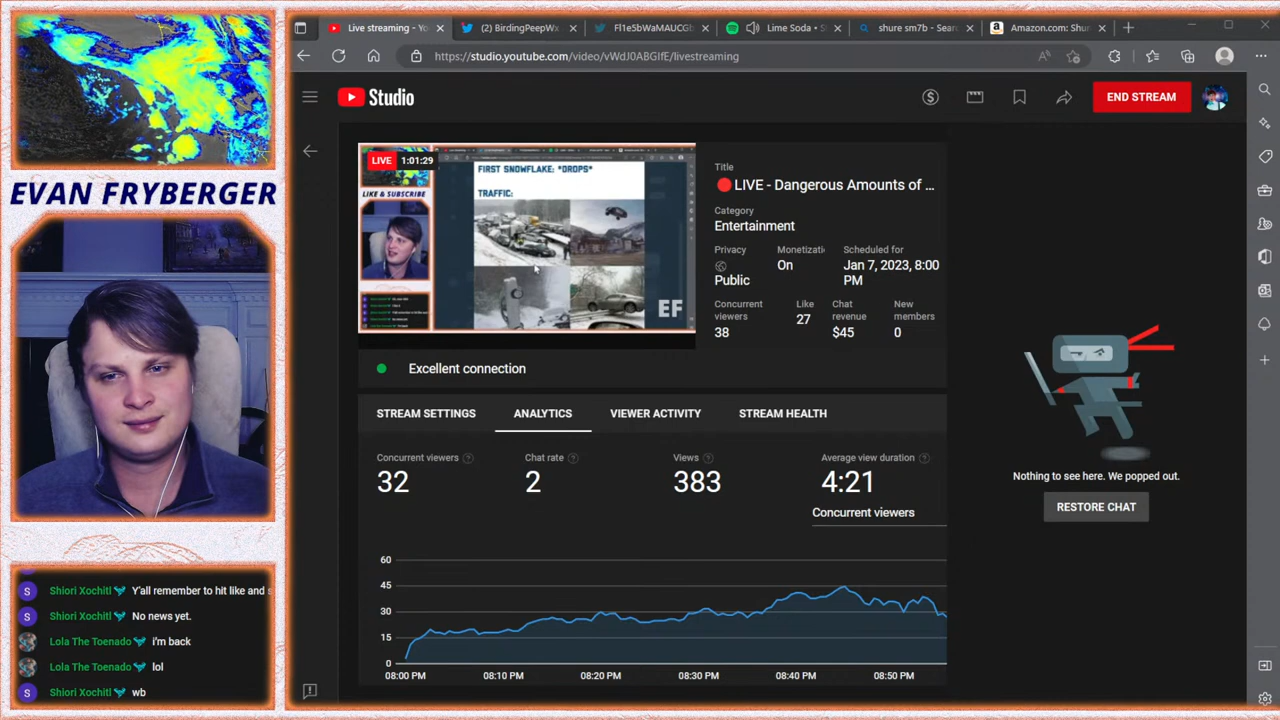 Live streaming - Yo
(2) BirdingPeepWx
Lime Soda - S
shure sm7b - Sear
Amazon.com: Shur
https://studio.youtube.com/video/vWdJ0ABGIfE/livestreaming
Studio
END STREAM
EVAN FRYBERGER
LIVE 1:01:29
LIKE & SUBSCRIBE
FIRST SNOWFLAKE: *DROPS*
TRAFFIC:
EF
Title
LIVE - Dangerous Amounts of ...
Category
Entertainment
Privacy
Public
Monetizati
On
Scheduled for
Jan 7, 2023, 8:00
PM
Concurrent
viewers
38
Like
27
Chat
revenue
$45
New
members
0
Excellent connection
STREAM SETTINGS
ANALYTICS
VIEWER ACTIVITY
STREAM HEALTH
Concurrent viewers
32
Chat rate
2
Views
383
Average view duration
4:21
Concurrent viewers
60
45
30
15
0
08:00 PM
08:10 PM
08:20 PM
08:30 PM
08:40 PM
08:50 PM
Nothing to see here. We popped out.
RESTORE CHAT
S Shiori Xochitl Y'all remember to hit like and s
S Shiori Xochitl No news yet.
Lola The Toenado i'm back
Lola The Toenado lol
S Shiori Xochitl wb